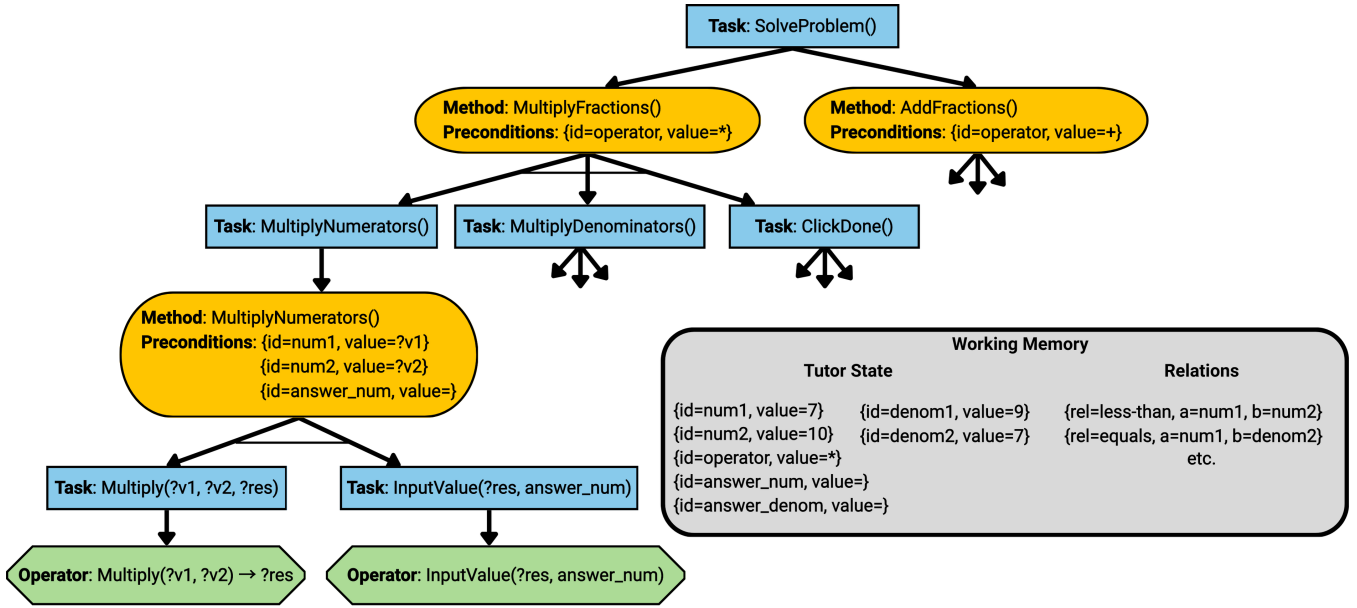 Task: SolveProblem()
Method: MultiplyFractions()
Preconditions: {id=operator, value=*}
Method: AddFractions()
Preconditions: {id=operator, value=+}
Task: MultiplyNumerators()
Task: MultiplyDenominators()
Task: ClickDone()
Method: MultiplyNumerators()
Preconditions: {id=num1, value=?v1}
{id=num2, value=?v2}
{id=answer_num, value=}
Task: Multiply(?v1, ?v2, ?res)
Task: InputValue(?res, answer_num)
Operator: Multiply(?v1, ?v2) → ?res
Operator: InputValue(?res, answer_num)
Working Memory
Tutor State
{id=num1, value=7}
{id=num2, value=10}
{id=operator, value=*}
{id=answer_num, value=}
{id=answer_denom, value=}
{id=denom1, value=9}
{id=denom2, value=7}
Relations
{rel=less-than, a=num1, b=num2}
{rel=equals, a=num1, b=denom2}
etc.